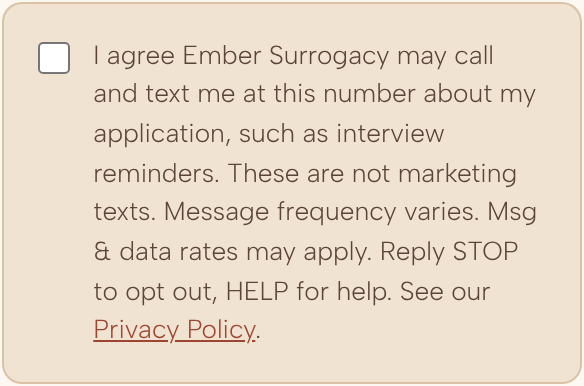 I agree Ember Surrogacy may call
and text me at this number about my
application, such as interview
reminders. These are not marketing
texts. Message frequency varies. Msg
& data rates may apply. Reply STOP
to opt out, HELP for help. See our
Privacy Policy.